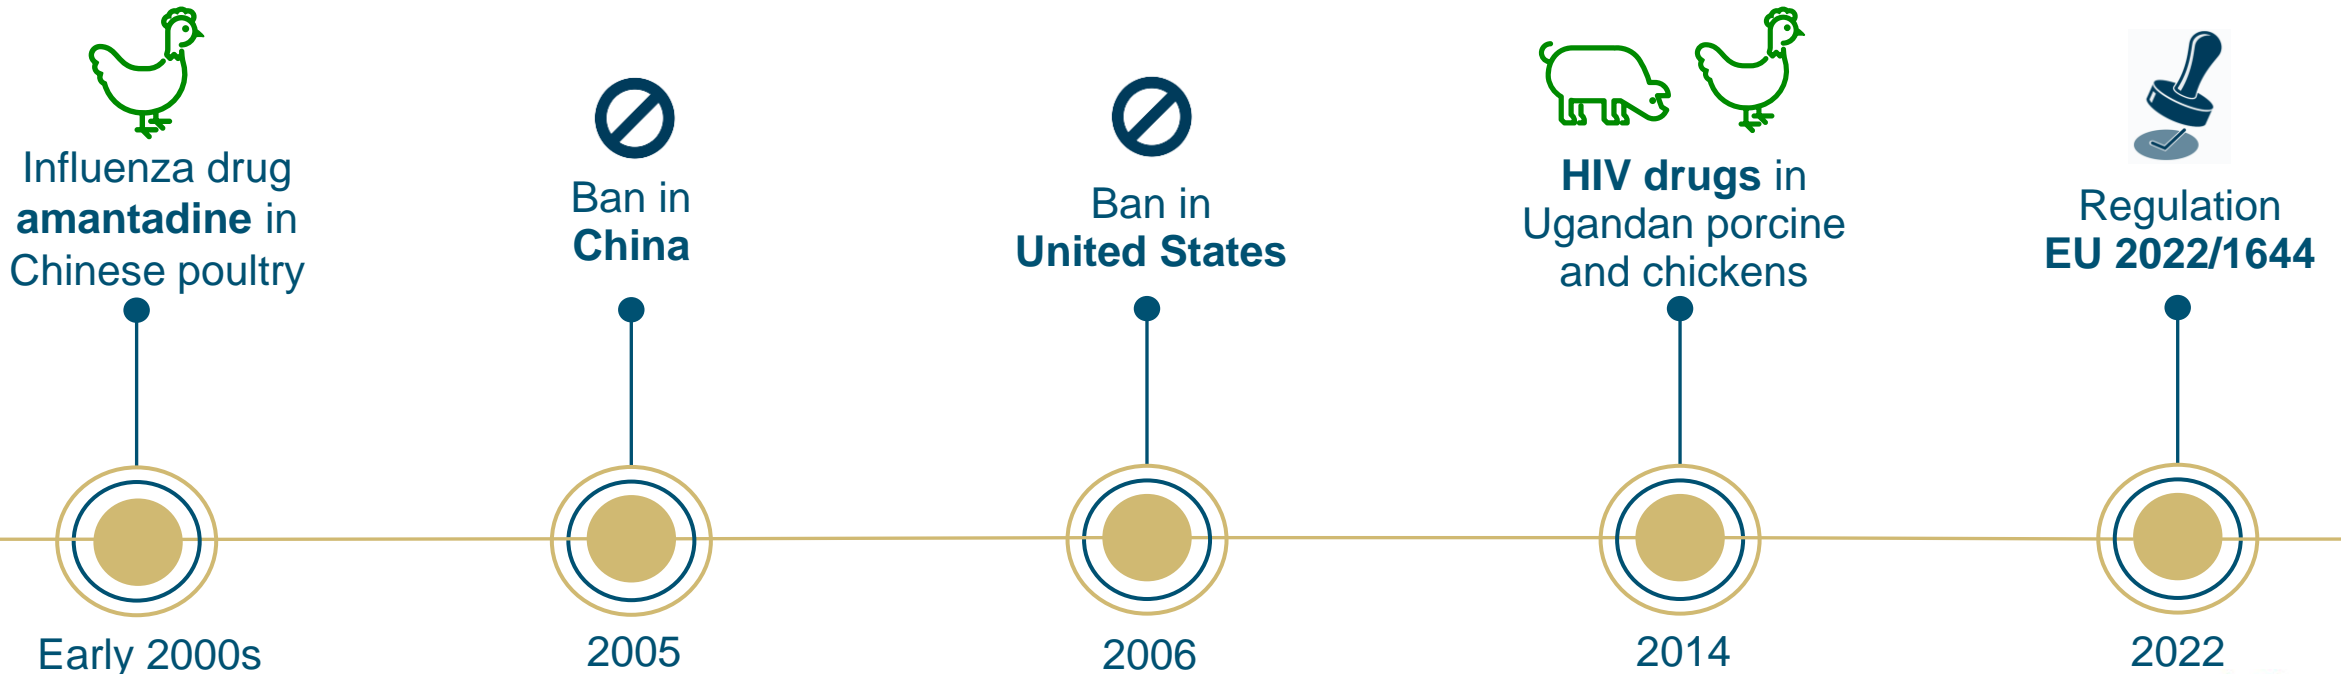 Influenza drug
amantadine in
Chinese poultry
Ban in
China
Ban in
United States
HIV drugs in
Ugandan porcine
and chickens
Regulation
EU 2022/1644
Early 2000s
2005
2006
2014
2022